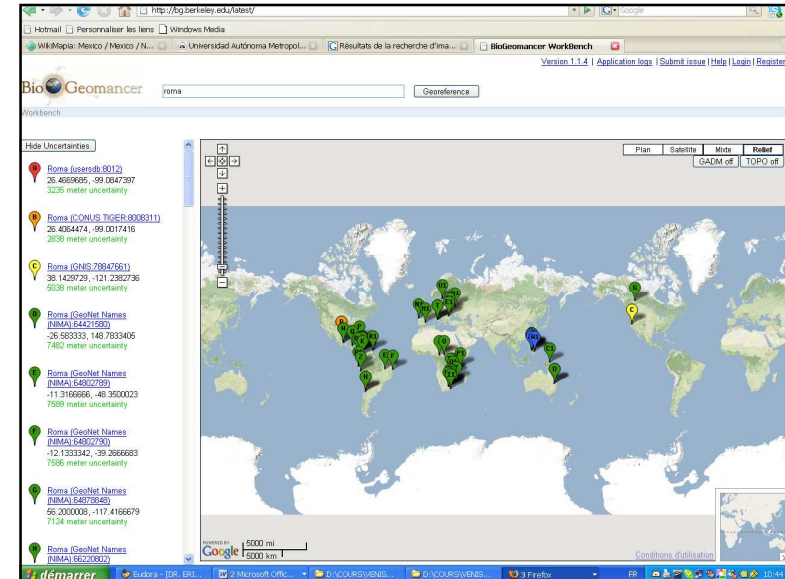 http://bg.berkeley.edu/latest/
Google
Hotmail Personnaliser les liens Windows Media
WikiMapia: Mexico / Mexico / N... Universidad Autónoma Metropol... Résultats de la recherche d'ima... BioGeomancer WorkBench
Version 1.1.4 | Application logs | Submit issue | Help | Login | Register
BioGeomancer roma Georeference
Workbench
Hide Uncertainties
Plan Satellite Mixte Relief
GADM off TOPO off
A Roma (usersdb:8012)
26.4669685, -99.0847397
3235 meter uncertainty
B Roma (CONUS TIGER:8008311)
26.4064474, -99.0017416
2838 meter uncertainty
C Roma (GNIS:78847661)
38.1429729, -121.2382736
5038 meter uncertainty
D Roma (GeoNet Names
(NIMA):64421580)
-26.583333, 148.7833405
7482 meter uncertainty
E Roma (GeoNet Names
(NIMA):64802789)
-11.3166666, -48.3500023
7589 meter uncertainty
F Roma (GeoNet Names
(NIMA):64802790)
-12.1333342, -39.2666683
7586 meter uncertainty
G Roma (GeoNet Names
(NIMA):64878848)
56.2000008, -117.4166679
7124 meter uncertainty
H Roma (GeoNet Names
(NIMA):66220802)
POWERED BY
Google
5000 mi
5000 km
Conditions d'utilisation
démarrer Eudora - [DR. ERI... 2 Microsoft Offic... D:\COURS\VENIS... D:\COURS\VENIS... 3 Firefox FR 10:44